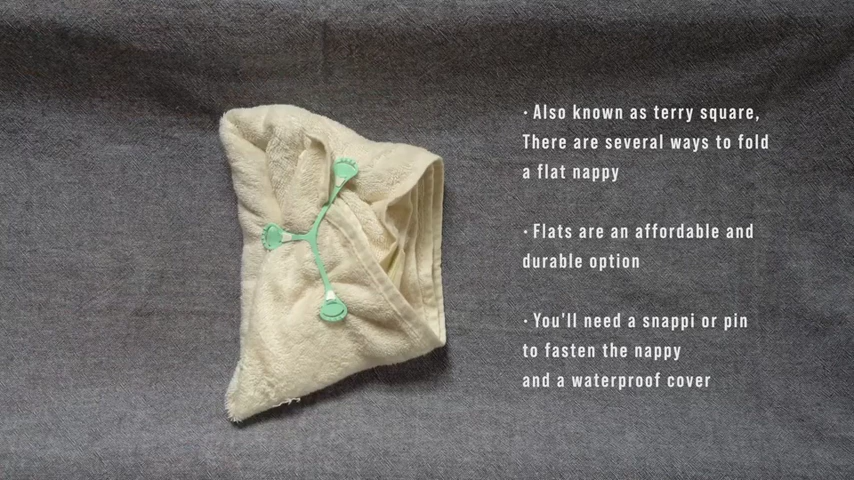 · Also known as terry square,
There are several ways to fold
a flat nappy
· Flats are an affordable and
durable option
· You'll need a snappi or pin
to fasten the nappy
and a waterproof cover